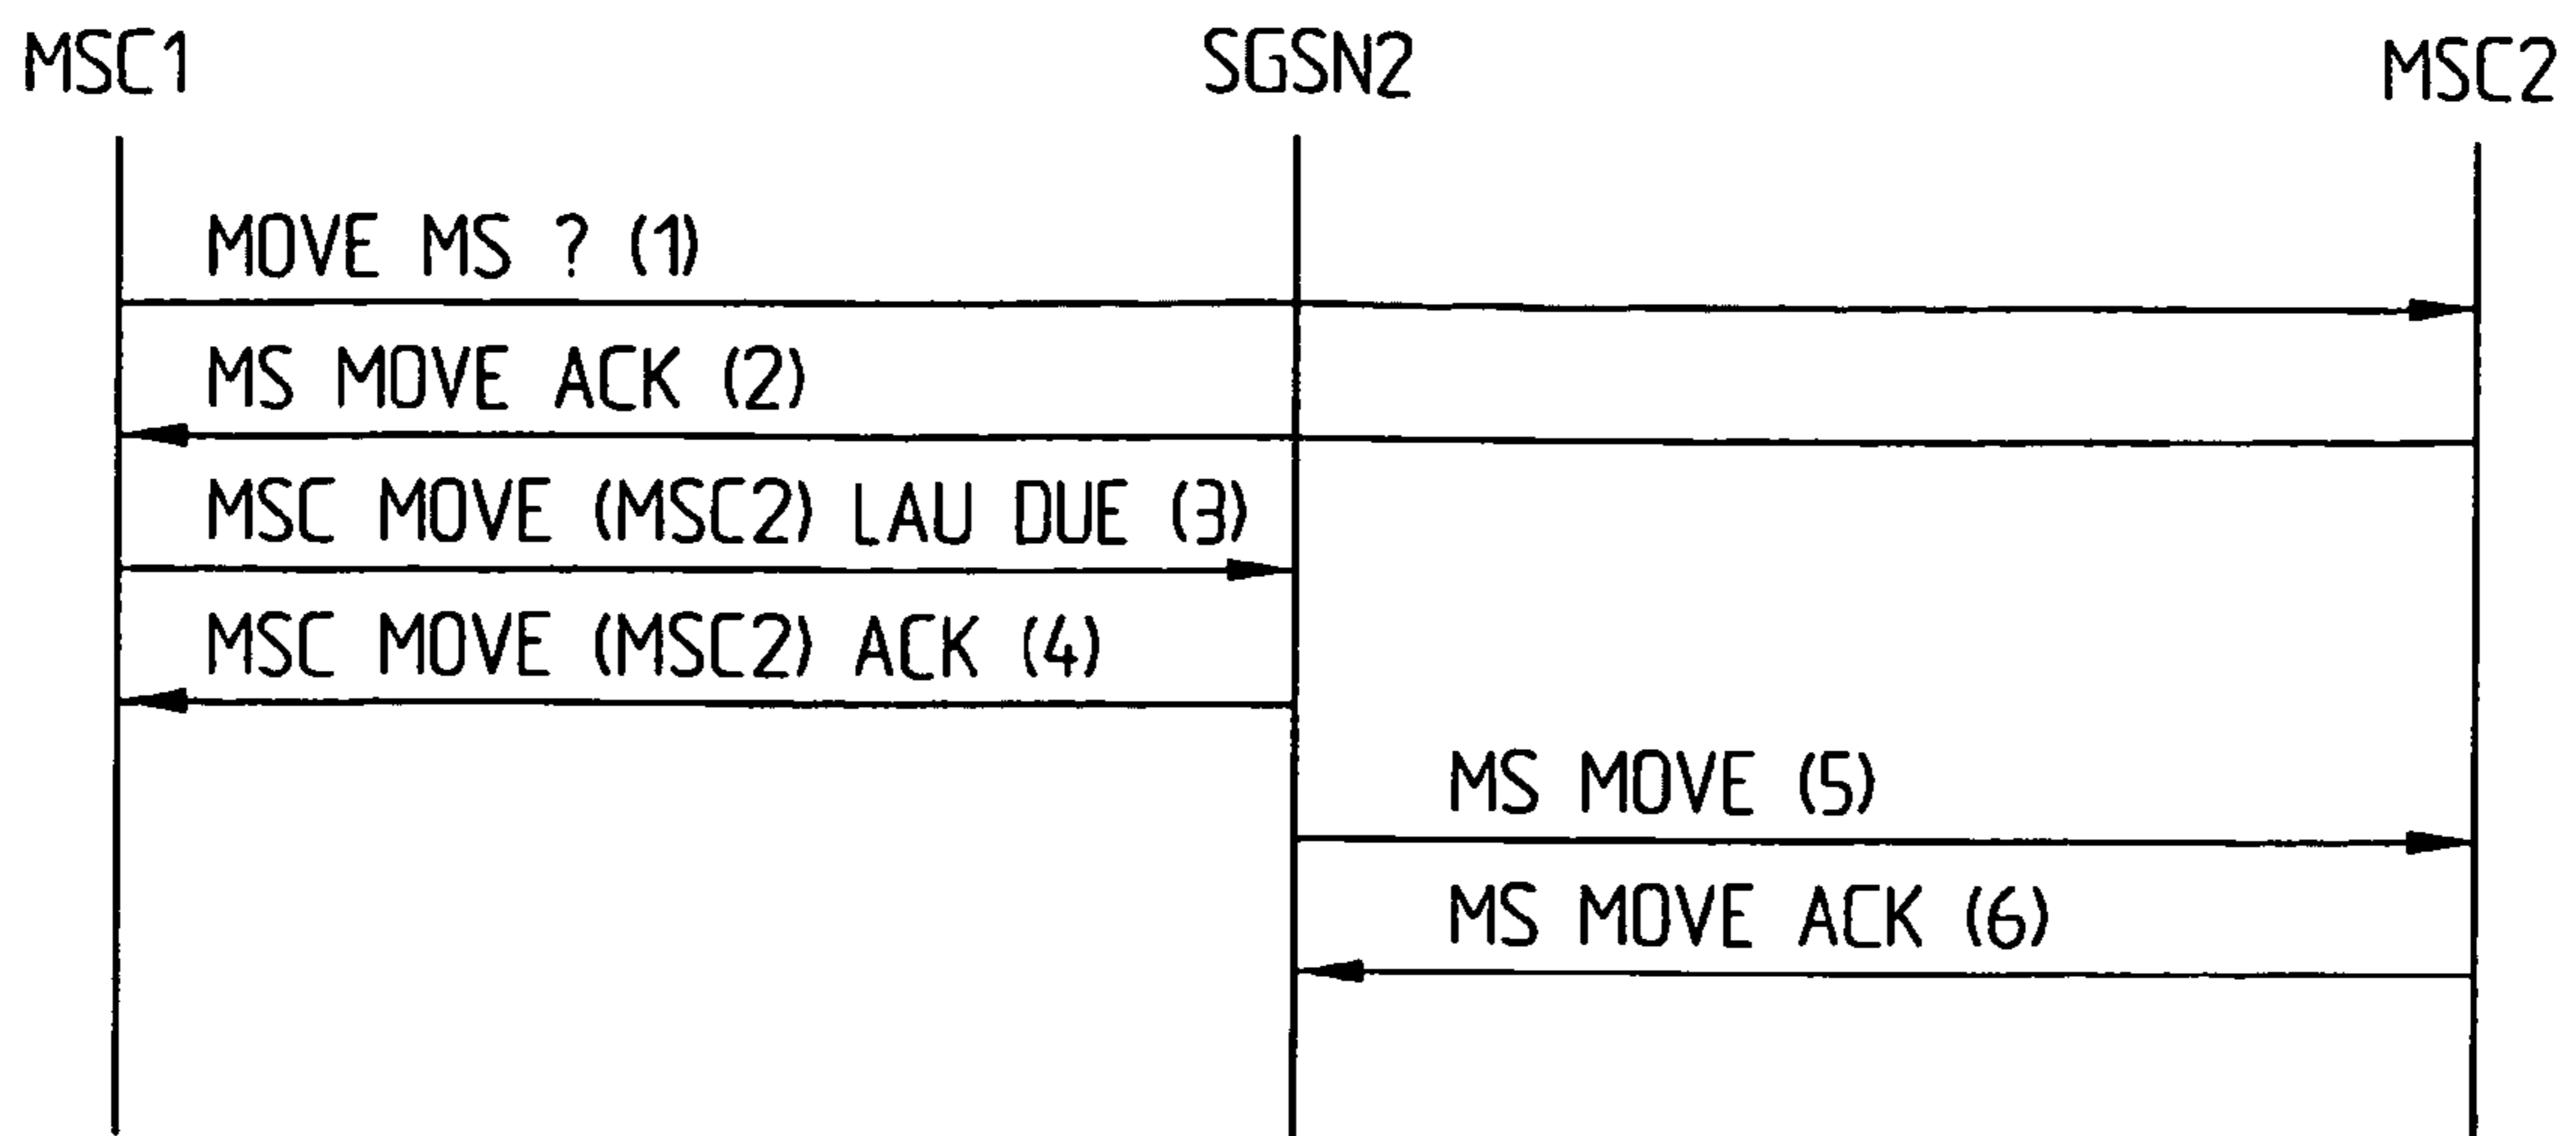 MSC1 SGSN2 MSC2
MOVE MS ? (1)
MS MOVE ACK (2)
MSC MOVE (MSC2) LAU DUE (3)
MSC MOVE (MSC2) ACK (4)
MS MOVE (5)
MS MOVE ACK (6)